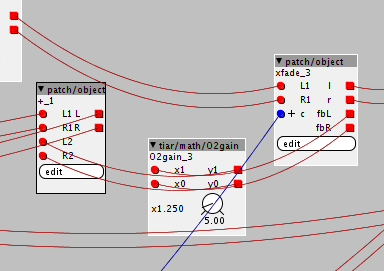 patch/object
xfade_3
L1 l
R1 r
+ c fbL
fbR
edit
patch/object
+_1
L1 L
R1 R
L2
R2
edit
tiar/math/O2gain
O2gain_3
x1 y1
x0 y0
x1.250
5.00